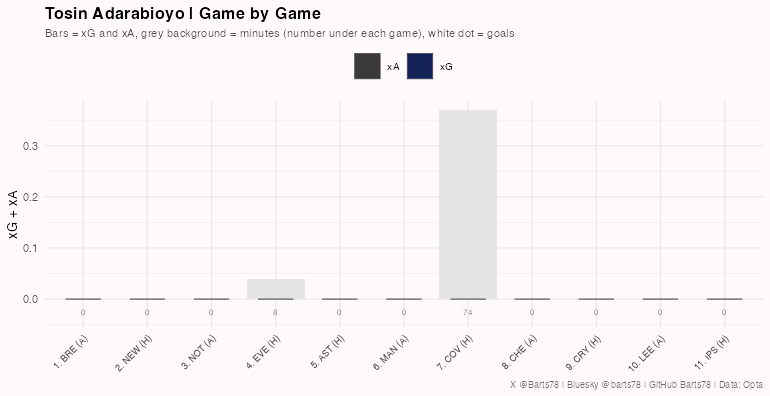 Tosin Adarabioyo | Game by Game
Bars = xG and xA, grey background = minutes (number under each game), white dot = goals
xA xG
xG + xA
0.3
0.2
0.1
0.0
0 0 0 8 0 0 74 0 0 0 0
1. BRE (A) 2. NEW (H) 3. NOT (A) 4. EVE (H) 5. AST (H) 6. MAN (A) 7. COV (H) 8. CHE (A) 9. CRY (H) 10. LEE (A) 11. IPS (H)
X @Barts78 | Bluesky @barts78 | GitHub Barts78 | Data: Opta